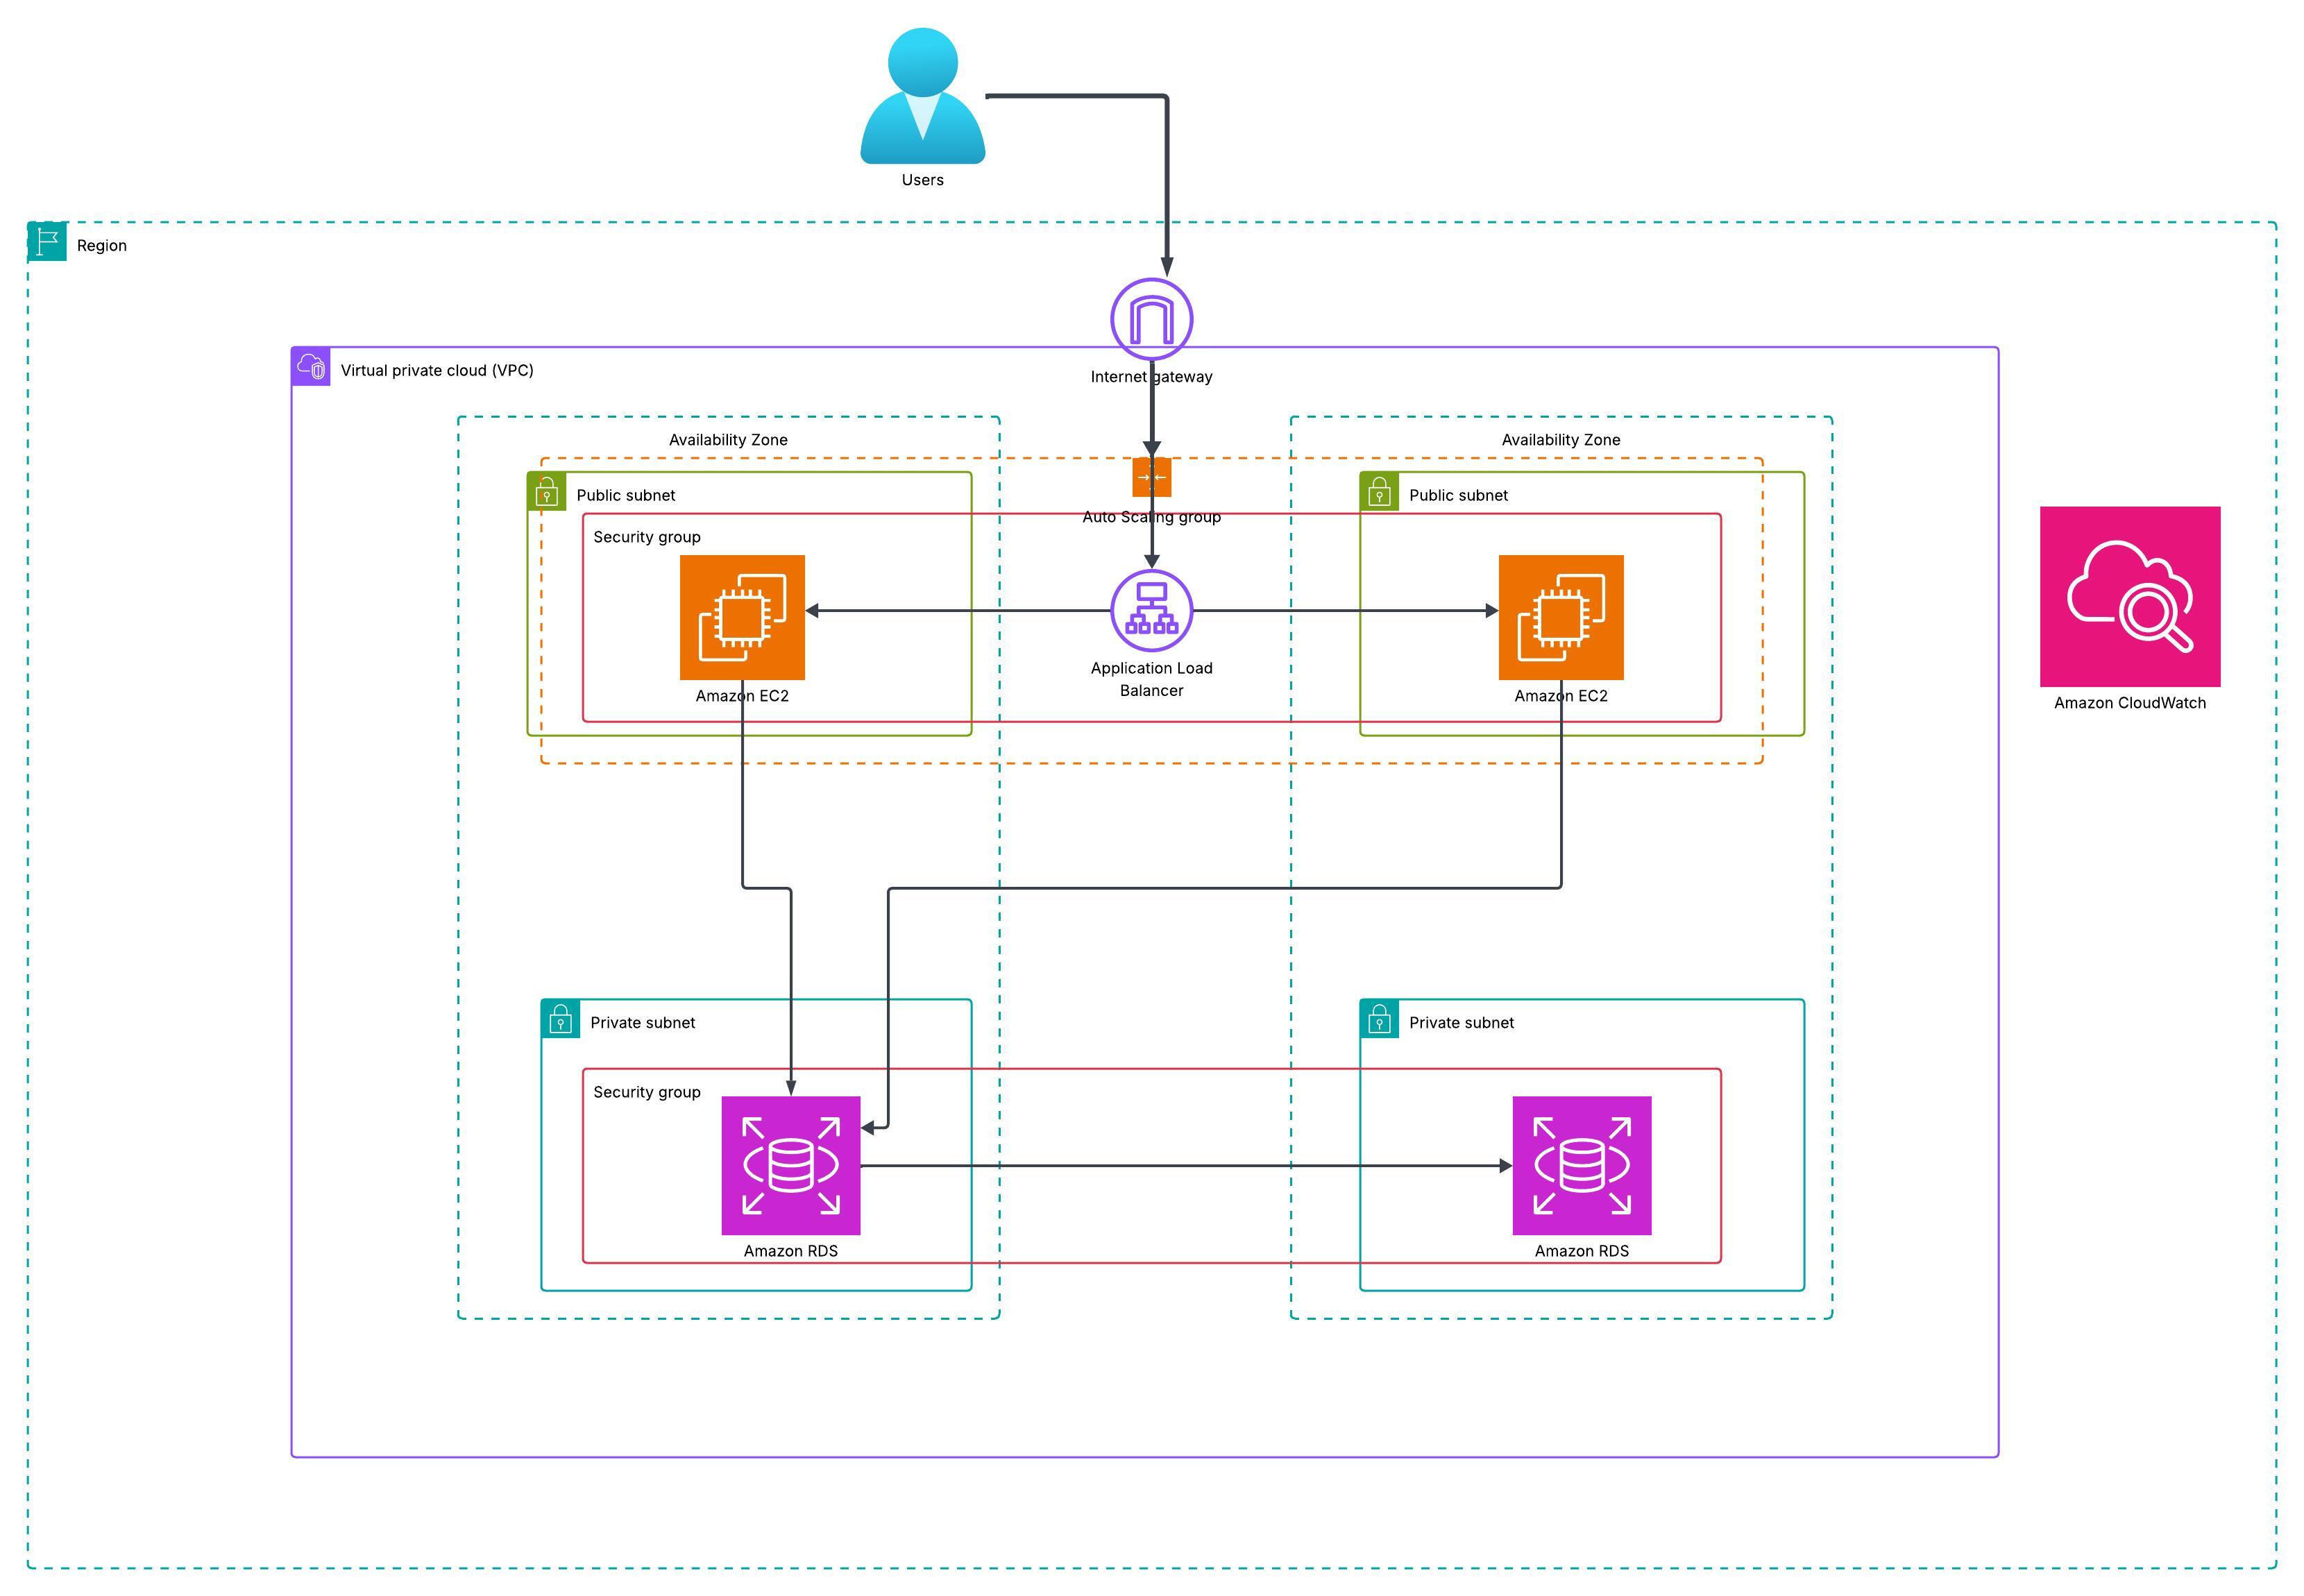 Users
Region
Virtual private cloud (VPC)
Internet gateway
Availability Zone
Availability Zone
Public subnet
Public subnet
Auto Scaling group
Security group
Application Load
Balancer
Amazon EC2
Amazon EC2
Amazon CloudWatch
Private subnet
Private subnet
Security group
Amazon RDS
Amazon RDS